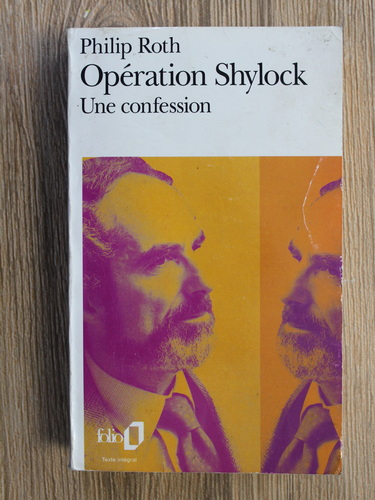 Philip Roth
Opération Shylock
Une confession
folio
Texte intégral